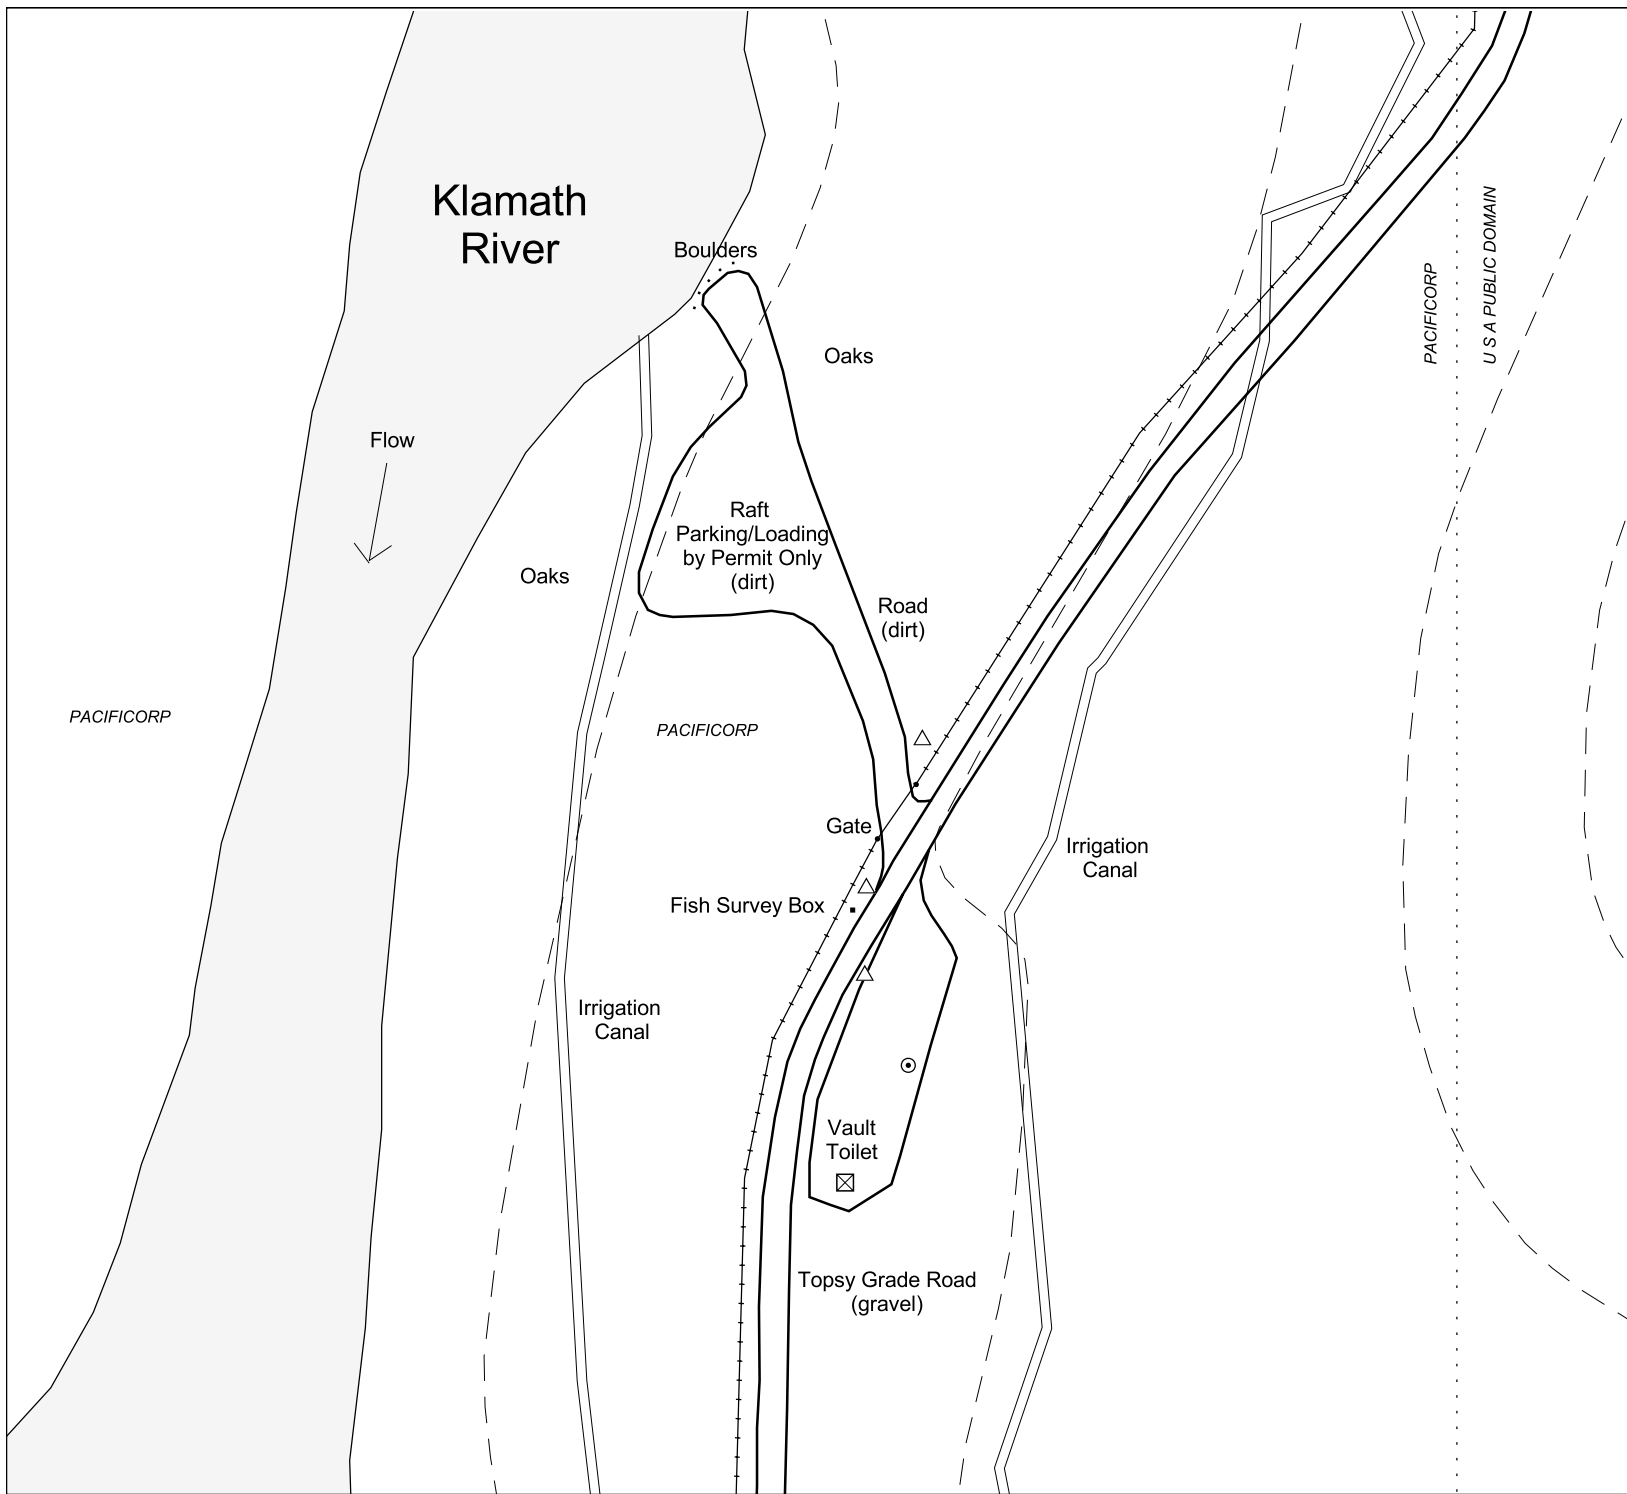 Klamath
River
Boulders
U S A PUBLIC DOMAIN
PACIFICORP
Oaks
Flow
Raft
Parking/Loading
by Permit Only
(dirt)
Oaks
Road
(dirt)
PACIFICORP
PACIFICORP
Gate
Irrigation
Canal
Fish Survey Box
Irrigation
Canal
Vault
Toilet
Topsy Grade Road
(gravel)